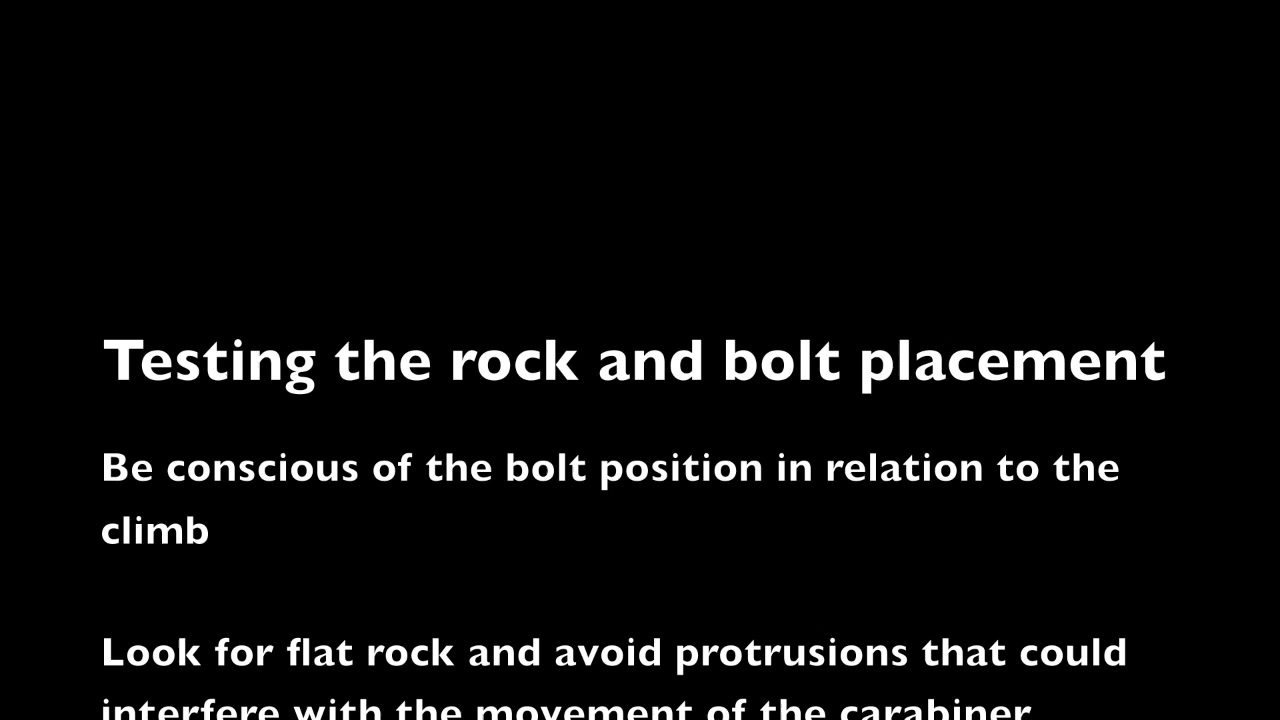 Testing the rock and bolt placement
Be conscious of the bolt position in relation to the
climb
Look for flat rock and avoid protrusions that could
interfere with the movement of the carabiner